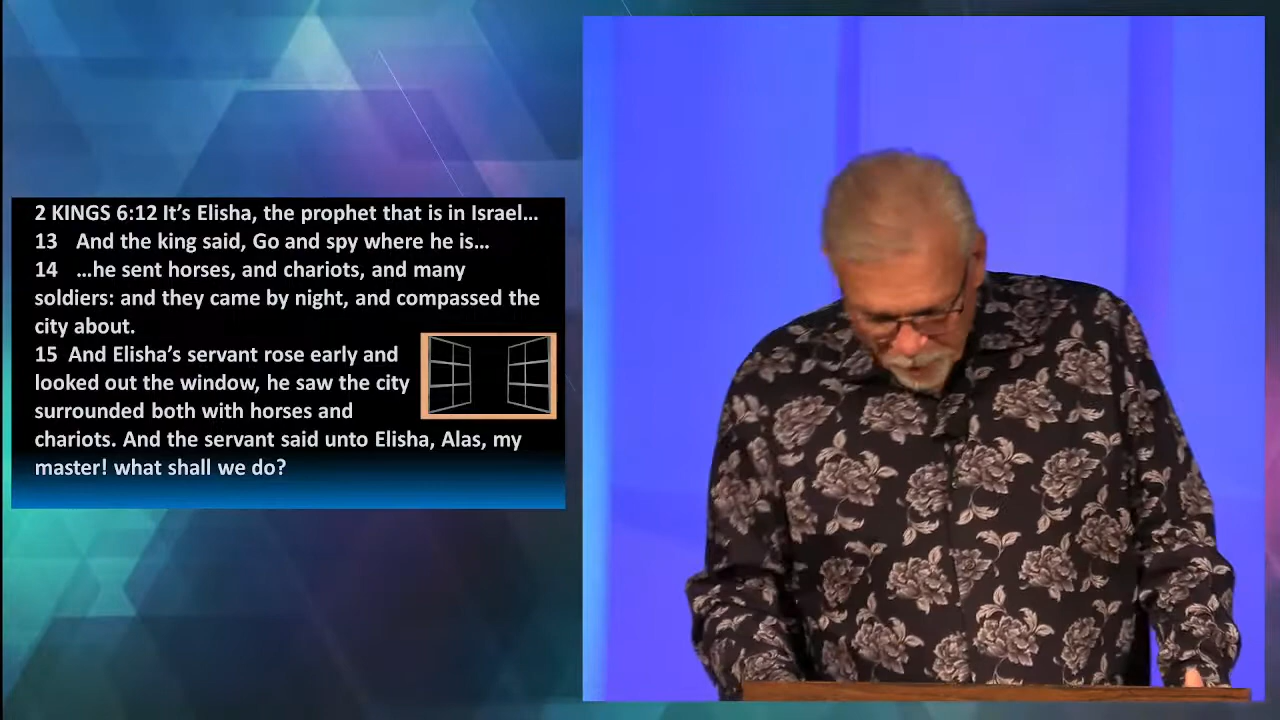 2 KINGS 6:12 It’s Elisha, the prophet that is in Israel…
13 And the king said, Go and spy where he is…
14 …he sent horses, and chariots, and many
soldiers: and they came by night, and compassed the
city about.
15 And Elisha’s servant rose early and
looked out the window, he saw the city
surrounded both with horses and
chariots. And the servant said unto Elisha, Alas, my
master! what shall we do?